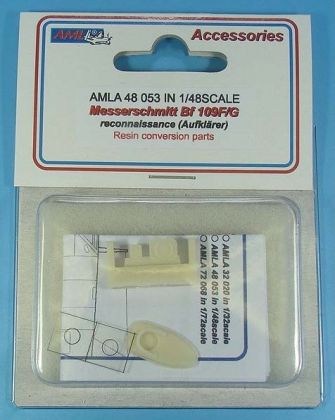 AML
Accessories
AMLA 48 053 IN 1/48SCALE
Messerschmitt Bf 109F/G
reconnaissance (Aufklärer)
Resin conversion parts
AMLA 32 020 in 1/32scale
AMLA 48 053 in 1/48scale
AMLA 72 068 in 1/72scale